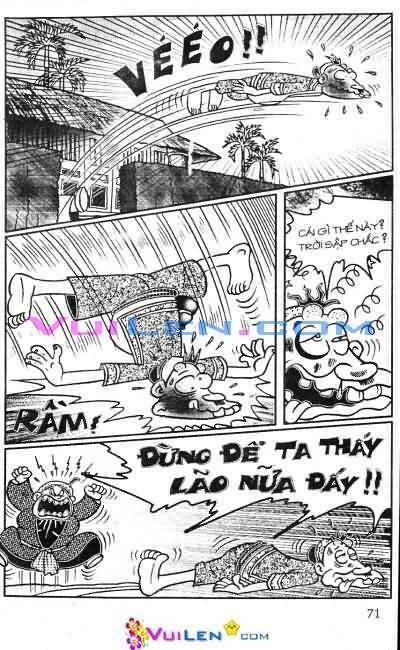 VÉÉO!!
CÁI GÌ THẾ NÀY?
TRỜI SẬP CHẮC?
VUILEN.COM
RẦM!
ĐỪNG ĐỂ TA THẤY
LÃO NỮA ĐẤY!!
71
VUILEN.COM